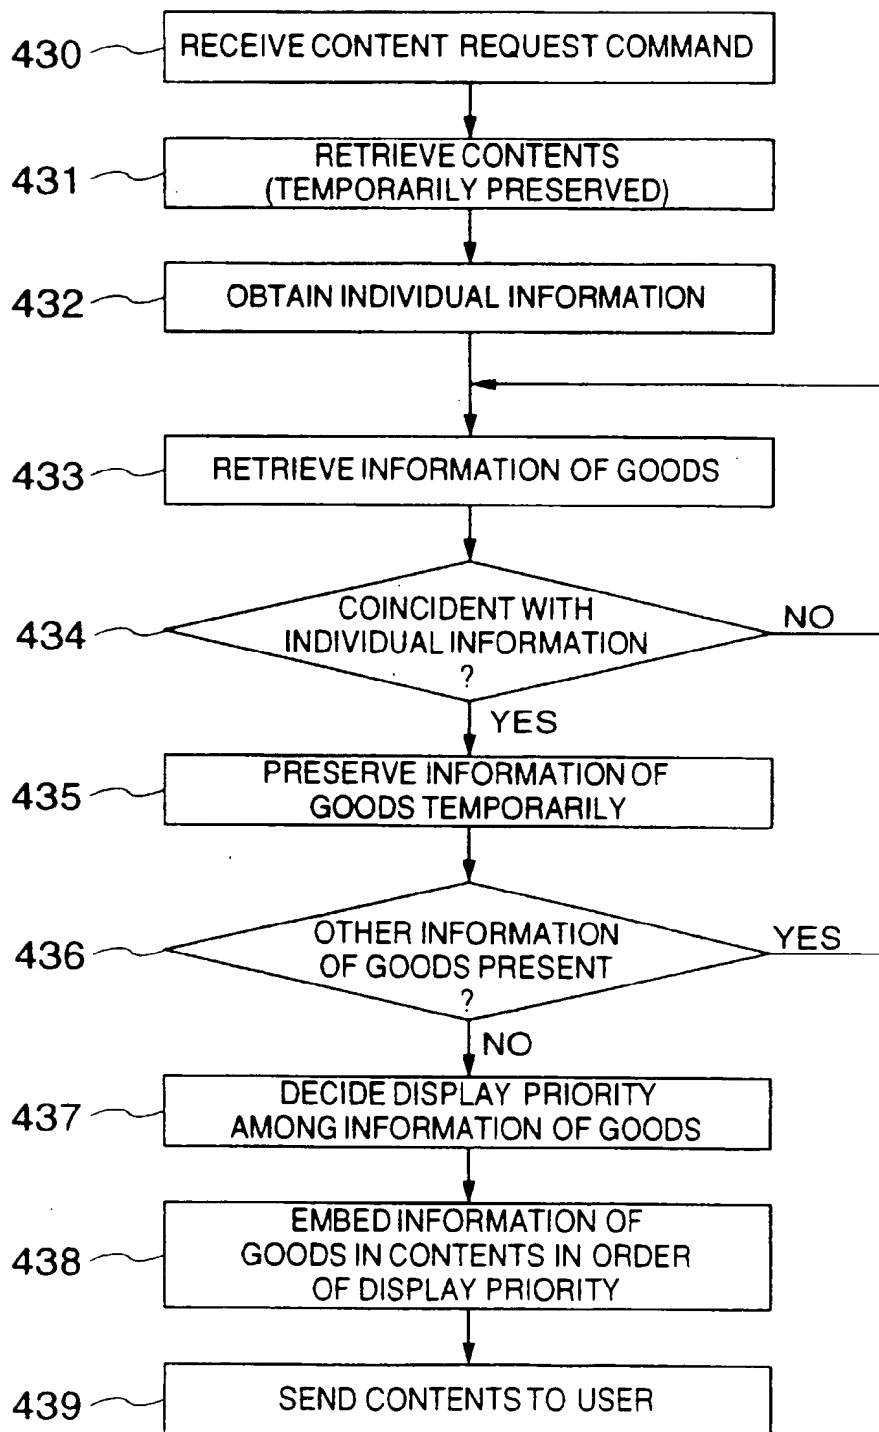 430
RECEIVE CONTENT REQUEST COMMAND
431
RETRIEVE CONTENTS
(TEMPORARILY PRESERVED)
432
OBTAIN INDIVIDUAL INFORMATION
433
RETRIEVE INFORMATION OF GOODS
434
COINCIDENT WITH
INDIVIDUAL INFORMATION
?
NO
YES
435
PRESERVE INFORMATION OF
GOODS TEMPORARILY
436
OTHER INFORMATION
OF GOODS PRESENT
?
YES
NO
437
DECIDE DISPLAY PRIORITY
AMONG INFORMATION OF GOODS
438
EMBED INFORMATION OF
GOODS IN CONTENTS IN ORDER
OF DISPLAY PRIORITY
439
SEND CONTENTS TO USER